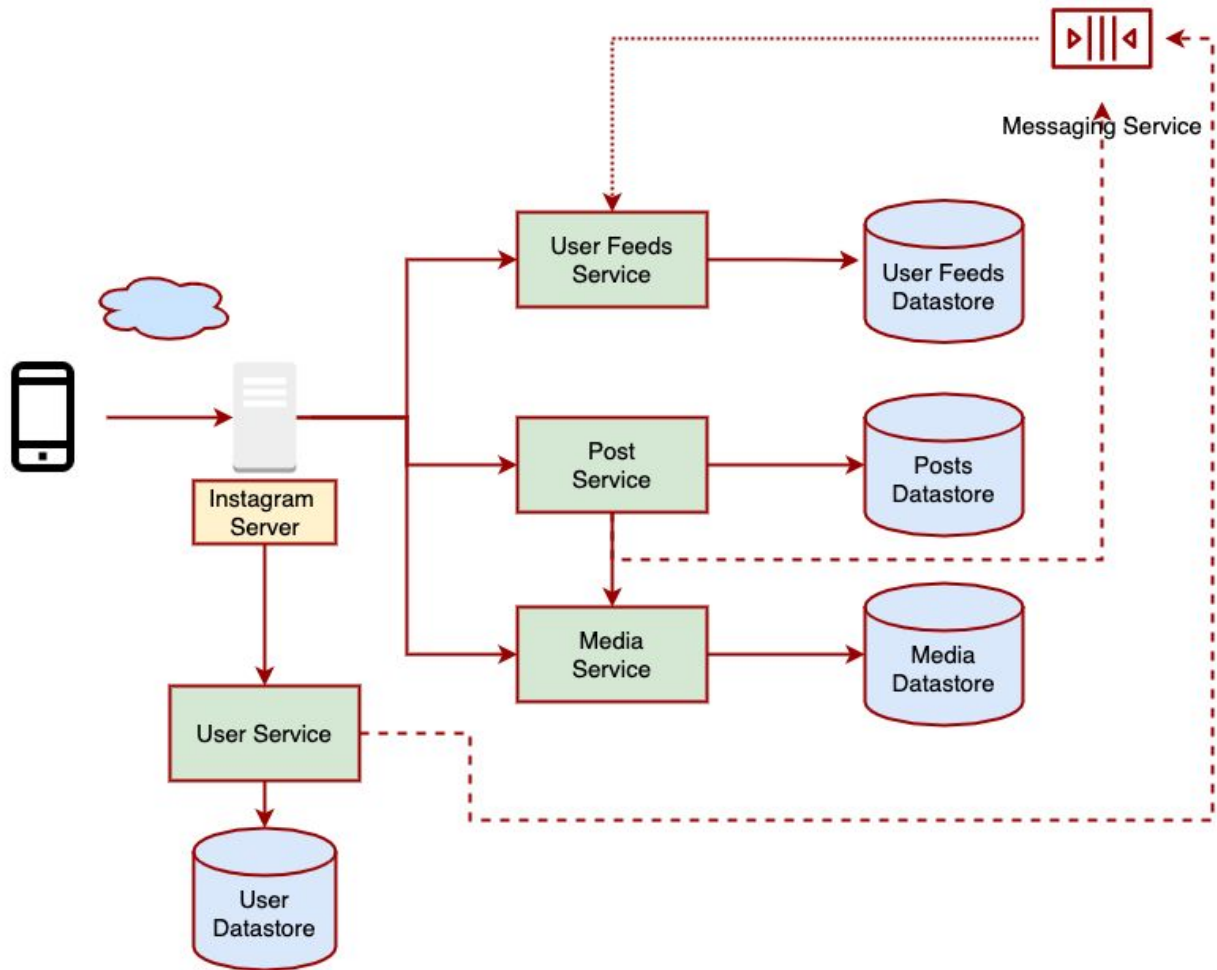 Messaging Service
User Feeds
Service
User Feeds
Datastore
Instagram
Server
Post
Service
Posts
Datastore
Media
Service
Media
Datastore
User Service
User
Datastore